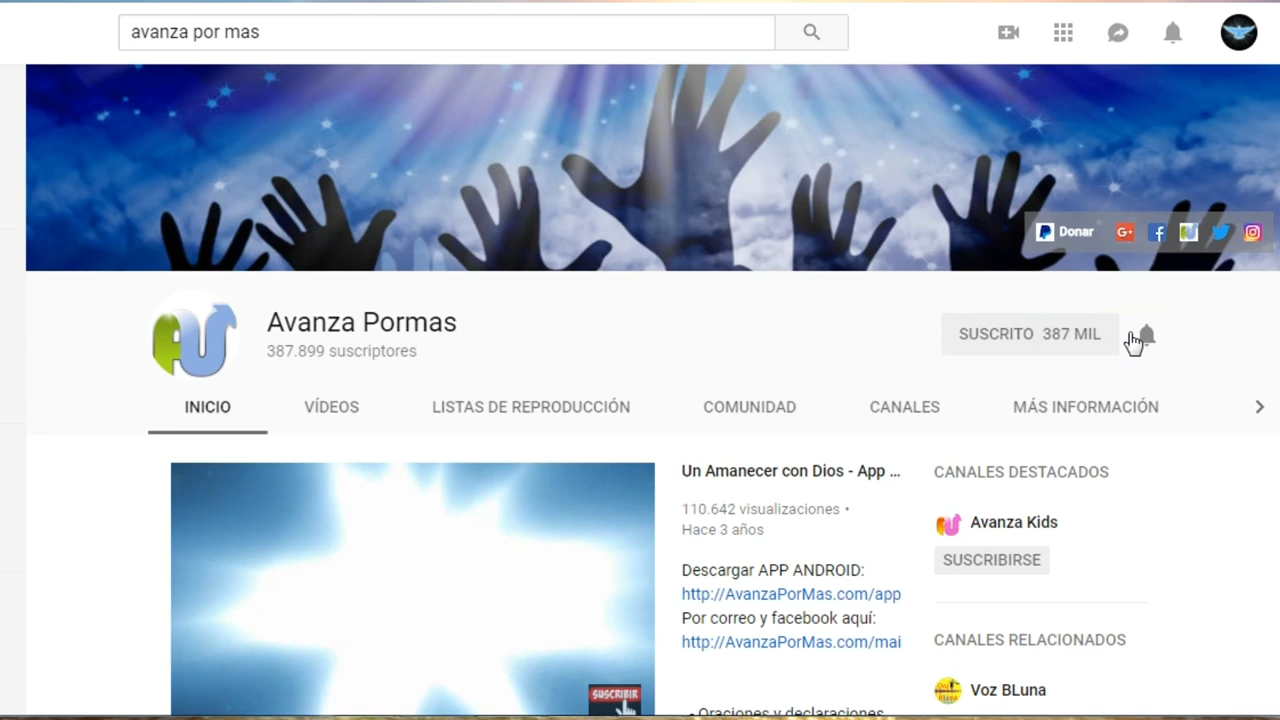 avanza por mas
Donar
Avanza Pormas
387.899 suscriptores
SUSCRITO 387 MIL
INICIO
VÍDEOS
LISTAS DE REPRODUCCIÓN
COMUNIDAD
CANALES
MÁS INFORMACIÓN
Un Amanecer con Dios - App ...
110.642 visualizaciones •
Hace 3 años
Descargar APP ANDROID:
http://AvanzaPorMas.com/app
Por correo y facebook aquí:
http://AvanzaPorMas.com/mai
- Oraciones y declaraciones
SUSCRIBIR
CANALES DESTACADOS
Avanza Kids
SUSCRIBIRSE
CANALES RELACIONADOS
Voz BLuna